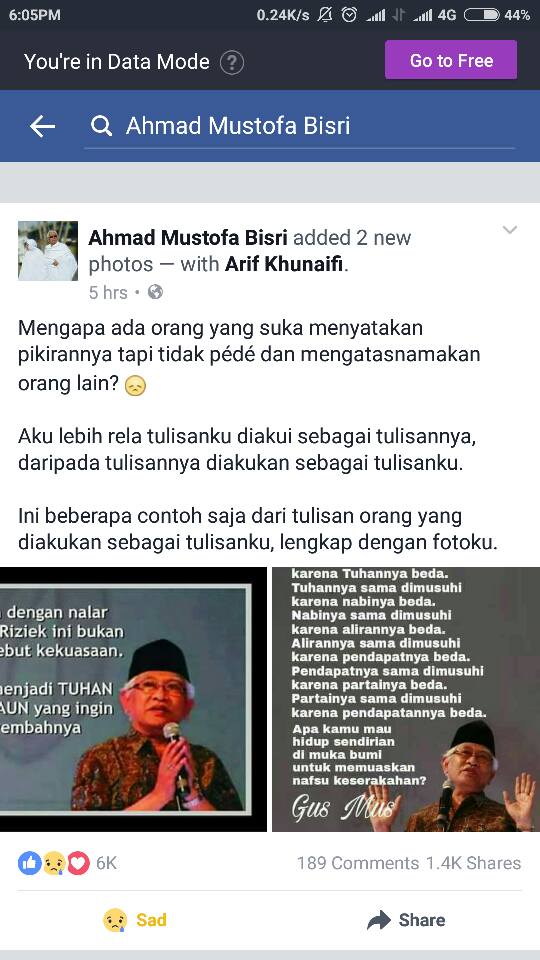 6:05PM
0.24K/s
4G
44%
You're in Data Mode ?
Go to Free
Ahmad Mustofa Bisri
Ahmad Mustofa Bisri added 2 new
photos — with Arif Khunaifi.
5 hrs •
Mengapa ada orang yang suka menyatakan
pikirannya tapi tidak pédé dan mengatasnamakan
orang lain? 😞
Aku lebih rela tulisanku diakui sebagai tulisannya,
daripada tulisannya diakukan sebagai tulisanku.
Ini beberapa contoh saja dari tulisan orang yang
diakukan sebagai tulisanku, lengkap dengan fotoku.
dengan nalar
Riziek ini bukan
ebut kekuasaan.
enjadi TUHAN
AUN yang ingin
embahnya
karena Tuhannya beda.
Tuhannya sama dimusuhi
karena nabinya beda.
Nabinya sama dimusuhi
karena alirannya beda.
Alirannya sama dimusuhi
karena pendapatnya beda.
Pendapatnya sama dimusuhi
karena partainya beda.
Partainya sama dimusuhi
karena pendapatannya beda.
Apa kamu mau
hidup sendirian
di muka bumi
untuk memuaskan
nafsu keserakahan?
Gus Mus
6K
189 Comments 1.4K Shares
Sad
Share